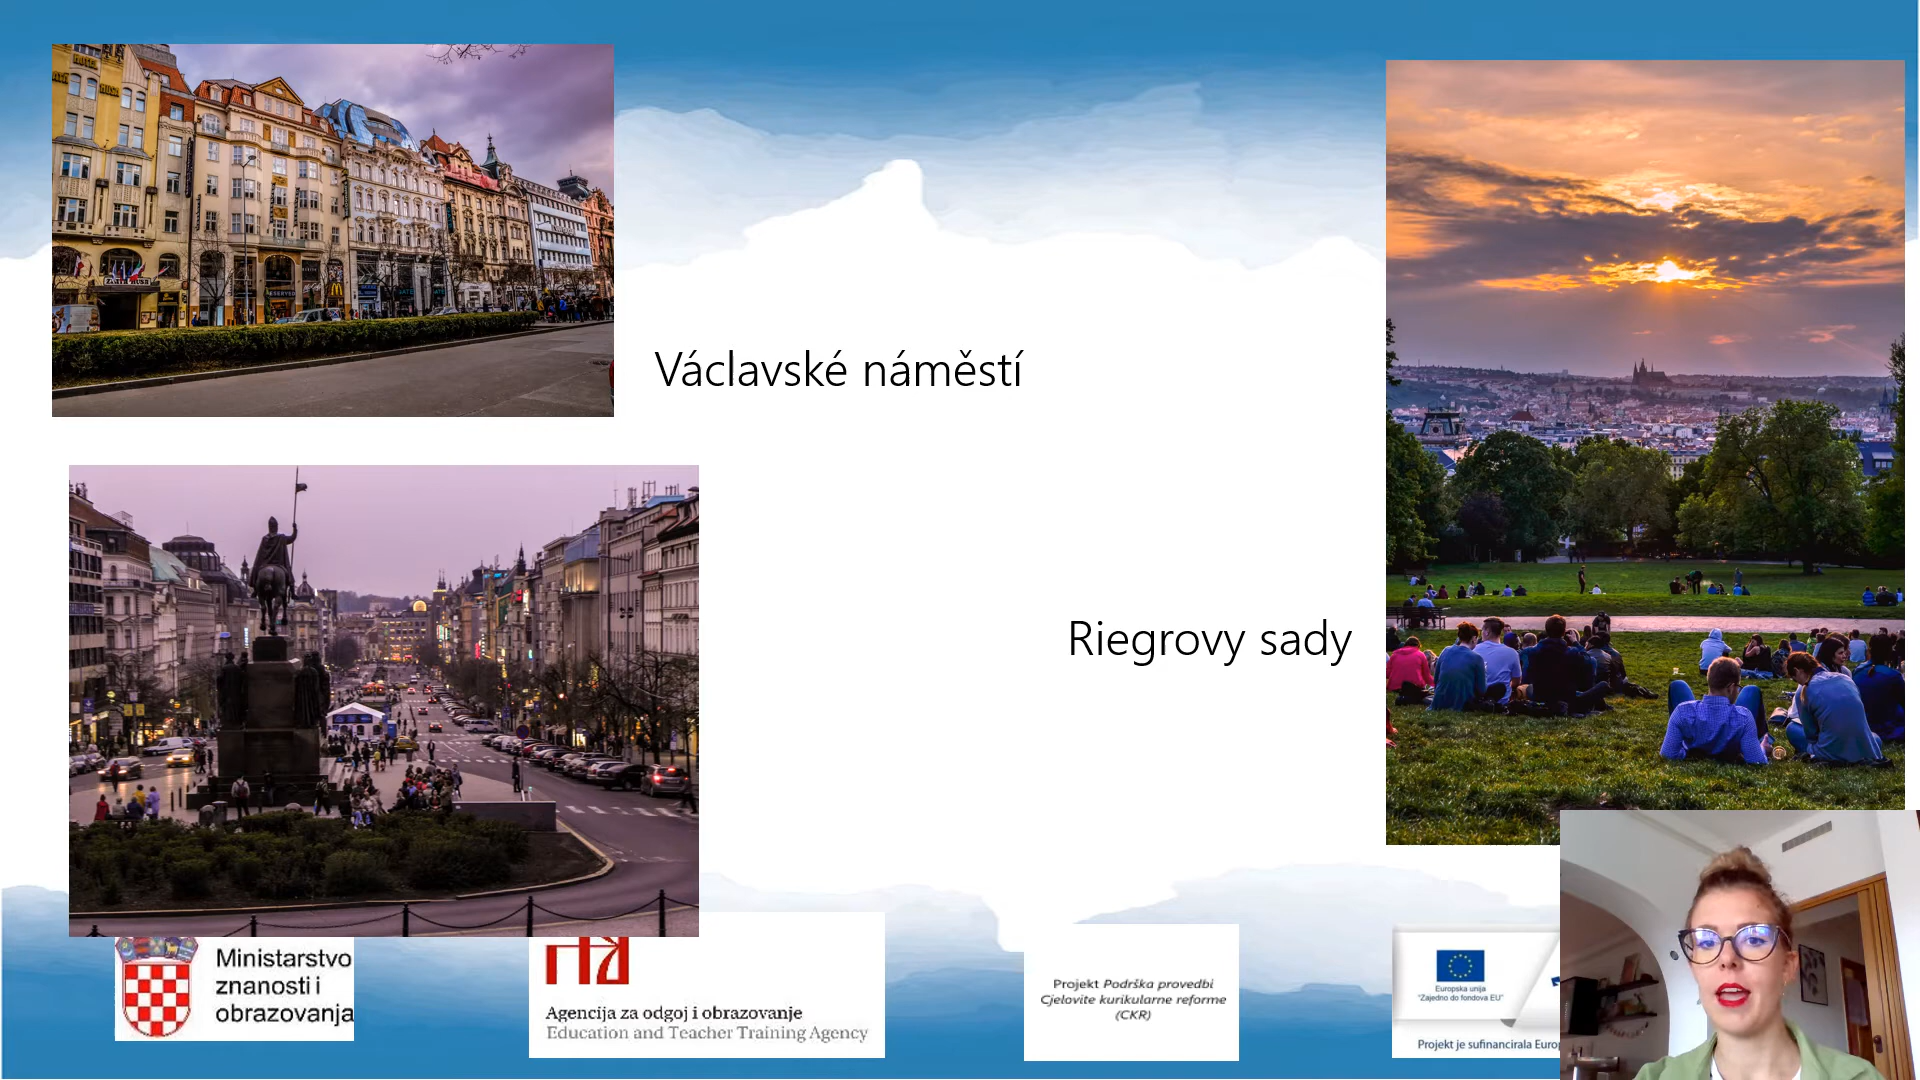 Václavské náměstí
Riegrovy sady
Ministarstvo
znanosti i
obrazovanja
Agencija za odgoj i obrazovanje
Education and Teacher Training Agency
Projekt Podrška provedbi
Cjelovite kurikularne reforme
(CKR)
Europska unija
"Zajedno do fondova EU"
Projekt je sufinancirala Europ